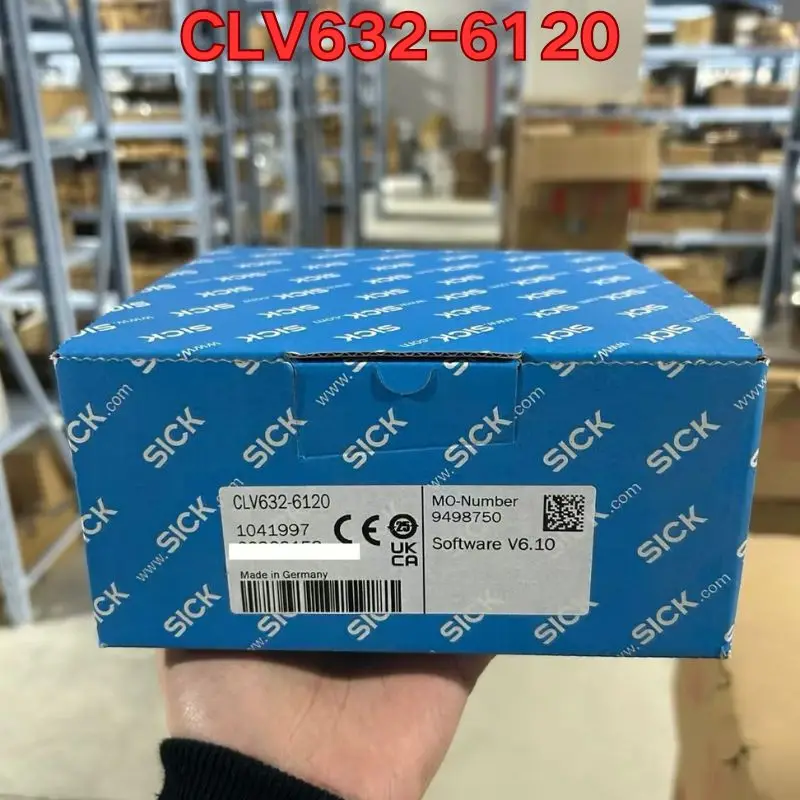 CLV632-6120
SICK
www.sick.com
CLV632-6120
1041997
Made in Germany
CE
UK
CA
MO-Number
9498750
Software V6.10